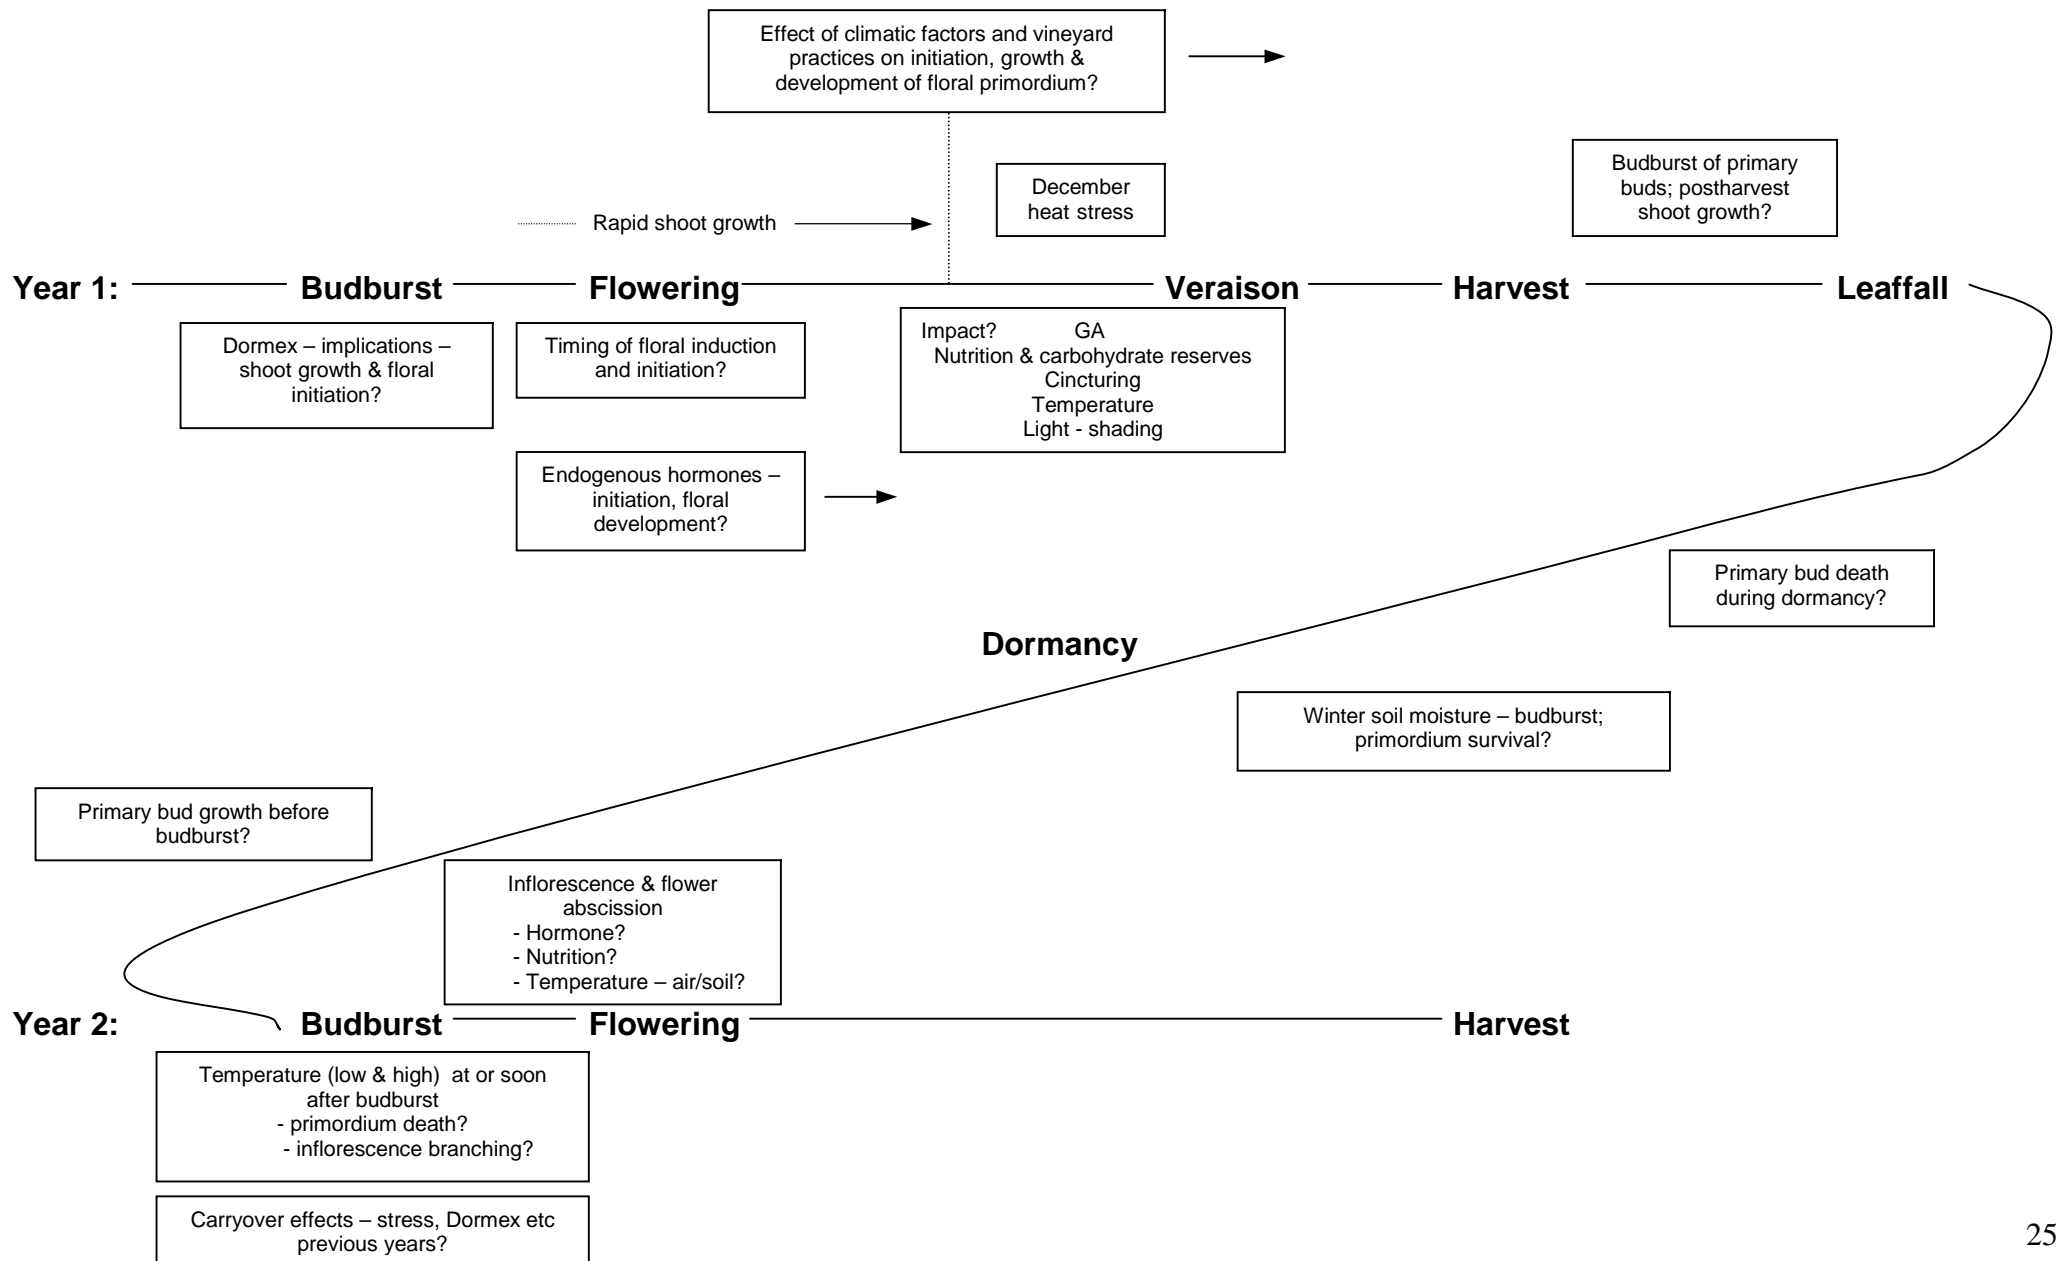 Effect of climatic factors and vineyard
practices on initiation, growth &
development of floral primordium?
Budburst of primary
buds; postharvest
shoot growth?
December
heat stress
Rapid shoot growth
Year 1: Budburst Flowering Veraison Harvest Leaffall
Dormex – implications –
shoot growth & floral
initiation?
Timing of floral induction
and initiation?
Impact? GA
Nutrition & carbohydrate reserves
Cincturing
Temperature
Light - shading
Endogenous hormones –
initiation, floral
development?
Primary bud death
during dormancy?
Dormancy
Winter soil moisture – budburst;
primordium survival?
Primary bud growth before
budburst?
Inflorescence & flower
abscission
- Hormone?
- Nutrition?
- Temperature – air/soil?
Year 2: Budburst Flowering Harvest
Temperature (low & high) at or soon
after budburst
- primordium death?
- inflorescence branching?
Carryover effects – stress, Dormex etc
previous years?
25